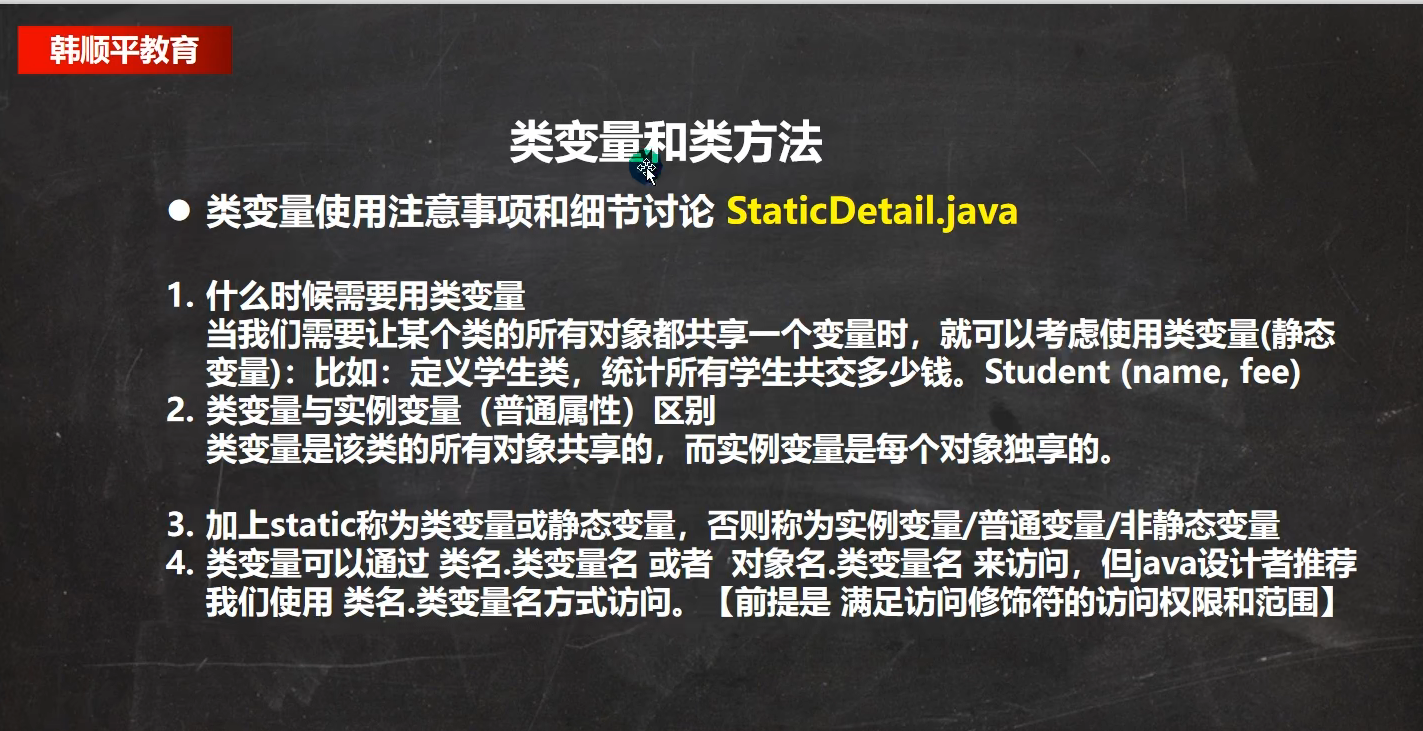 韩顺平教育
类变量和类方法
● 类变量使用注意事项和细节讨论 StaticDetail.java
1. 什么时候需要用类变量
当我们需要让某个类的所有对象都共享一个变量时，就可以考虑使用类变量(静态
变量)：比如：定义学生类，统计所有学生共交多少钱。Student (name, fee)
2. 类变量与实例变量（普通属性）区别
类变量是该类的所有对象共享的，而实例变量是每个对象独享的。
3. 加上static称为类变量或静态变量，否则称为实例变量/普通变量/非静态变量
4. 类变量可以通过 类名.类变量名 或者 对象名.类变量名 来访问，但java设计者推荐
我们使用 类名.类变量名方式访问。【前提是 满足访问修饰符的访问权限和范围】